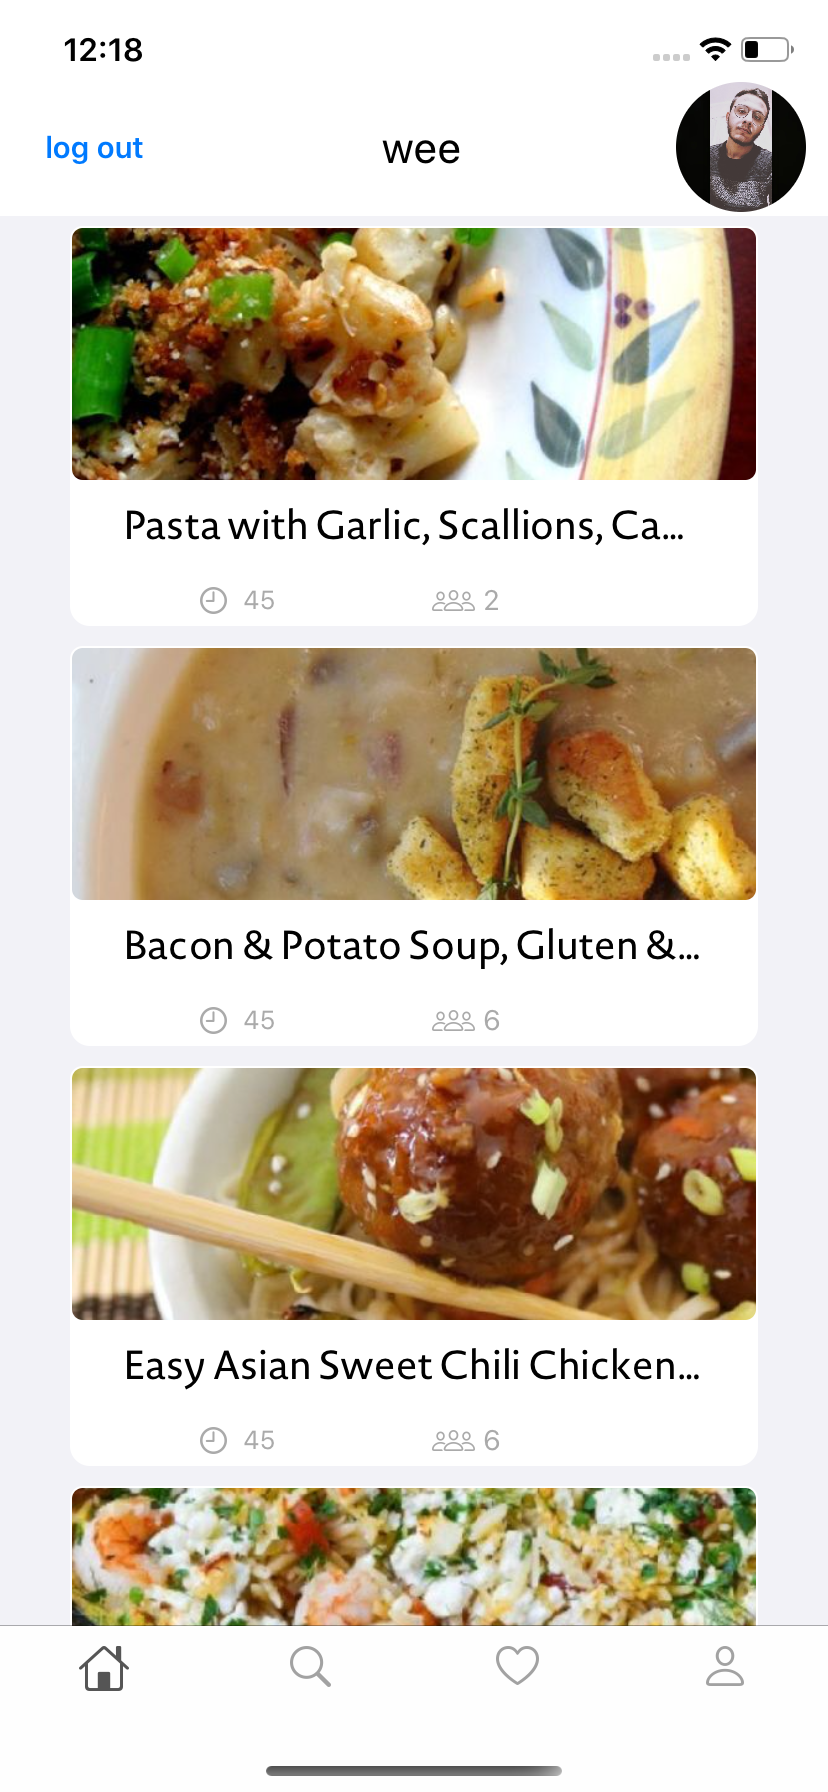 12:18
log out
wee
Pasta with Garlic, Scallions, Ca...
45
2
Bacon & Potato Soup, Gluten &...
45
6
Easy Asian Sweet Chili Chicken...
45
6